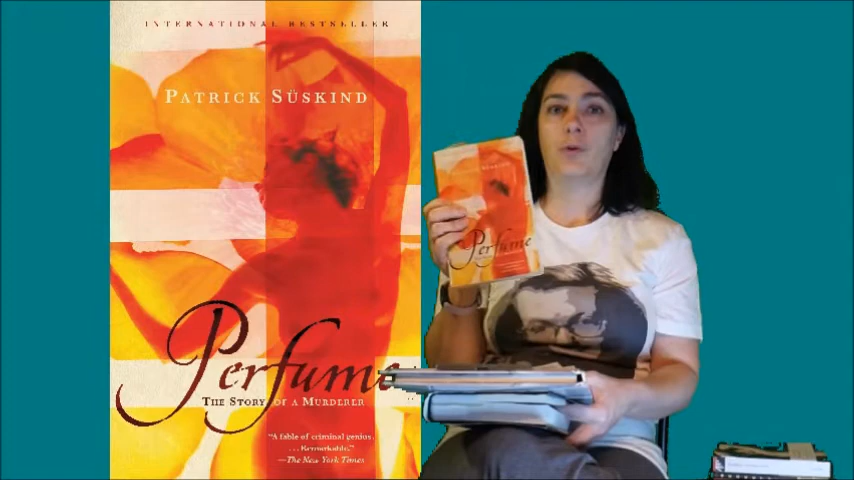 INTERNATIONAL BESTSELLER
PATRICK SÜSKIND
Perfume
THE STORY OF A MURDERER
"A fable of criminal genius.
. . . Remarkable."
—The New York Times
Perfume